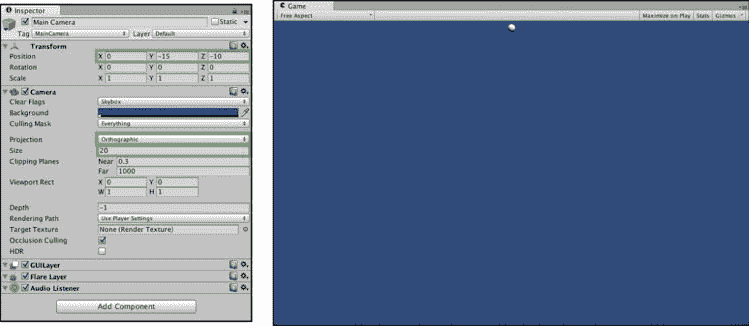 Inspector
Main Camera Static
Tag MainCamera Layer Default
Transform
Position X 0 Y -15 Z -10
Rotation X 0 Y 0 Z 0
Scale X 1 Y 1 Z 1
Camera
Clear Flags Skybox
Background
Culling Mask Everything
Projection Orthographic
Size 20
Clipping Planes Near 0.3
Far 1000
Viewport Rect X 0 Y 0
W 1 H 1
Depth -1
Rendering Path Use Player Settings
Target Texture None (Render Texture)
Occlusion Culling
HDR
GUILayer
Flare Layer
Audio Listener
Add Component
Game
Free Aspect Maximize on Play Stats Gizmos